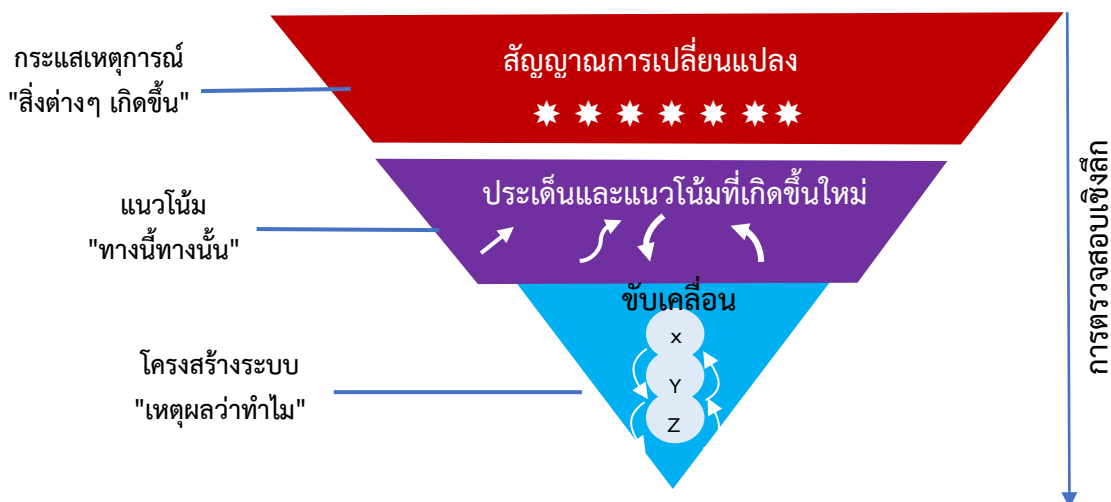 กระแสเหตุการณ์
"สิ่งต่างๆ เกิดขึ้น"
สัญญาณการเปลี่ยนแปลง
แนวโน้ม
"ทางนี้ทางนั้น"
ประเด็นและแนวโน้มที่เกิดขึ้นใหม่
ขับเคลื่อน
x
Y
Z
โครงสร้างระบบ
"เหตุผลว่าทำไม"
การตรวจสอบเชิงลึก